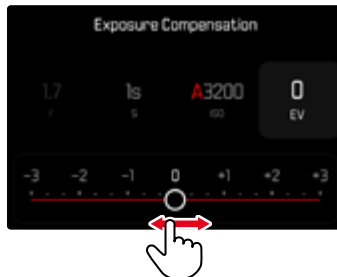 Exposure Compensation
1.7 1s A3200 0
F S ISO EV
-3 -2 -1 0 +1 +2 +3